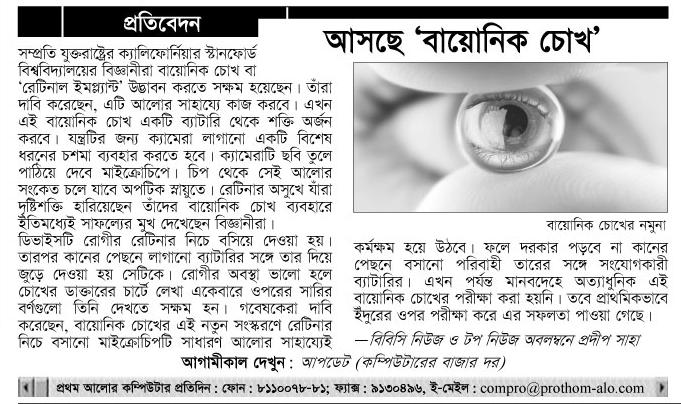 প্রতিবেদন
আসছে ‘বায়োনিক চোখ’
সম্প্রতি যুক্তরাষ্ট্রের ক্যালিফোর্নিয়ার স্টানফোর্ড
বিশ্ববিদ্যালয়ের বিজ্ঞানীরা বায়োনিক চোখ বা
‘রেটিনাল ইমপ্ল্যান্ট’ উদ্ভাবন করতে সক্ষম হয়েছেন। তাঁরা
দাবি করেছেন, এটি আলোর সাহায্যে কাজ করবে। এখন
এই বায়োনিক চোখ একটি ব্যাটারি থেকে শক্তি অর্জন
করবে। যন্ত্রটির জন্য ক্যামেরা লাগানো একটি বিশেষ
ধরনের চশমা ব্যবহার করতে হবে। ক্যামেরাটি ছবি তুলে
পাঠিয়ে দেবে মাইক্রোচিপে। চিপ থেকে সেই আলোর
সংকেত চলে যাবে অপটিক স্নায়ুতে। রেটিনার অসুখে যাঁরা
দৃষ্টিশক্তি হারিয়েছেন তাঁদের বায়োনিক চোখ ব্যবহারে
ইতিমধ্যেই সাফল্যের মুখ দেখেছেন বিজ্ঞানীরা।
ডিভাইসটি রোগীর রেটিনার নিচে বসিয়ে দেওয়া হয়।
তারপর কানের পেছনে লাগানো ব্যাটারির সঙ্গে তার দিয়ে
জুড়ে দেওয়া হয় সেটিকে। রোগীর অবস্থা ভালো হলে
চোখের ডাক্তারের চার্টে লেখা একেবারে ওপরের সারির
বর্ণগুলো তিনি দেখতে সক্ষম হন। গবেষকেরা দাবি
করেছেন, বায়োনিক চোখের এই নতুন সংস্করণে রেটিনার
নিচে বসানো মাইক্রোচিপটি সাধারণ আলোর সাহায্যেই
বায়োনিক চোখের নমুনা
কর্মক্ষম হয়ে উঠবে। ফলে দরকার পড়বে না কানের
পেছনে বসানো পরিবাহী তারের সঙ্গে সংযোগকারী
ব্যাটারির। এখন পর্যন্ত মানবদেহে অত্যাধুনিক এই
বায়োনিক চোখের পরীক্ষা করা হয়নি। তবে প্রাথমিকভাবে
ইঁদুরের ওপর পরীক্ষা করে এর সফলতা পাওয়া গেছে।
—বিবিসি নিউজ ও টপ নিউজ অবলম্বনে প্রদীপ সাহা
আগামীকাল দেখুন : আপডেট (কম্পিউটারের বাজার দর)
প্রথম আলোর কম্পিউটার প্রতিদিন : ফোন : ৮১১০০৭৮-৮১; ফ্যাক্স : ৯১৩০৪৯৬, ই-মেইল : compro@prothom-alo.com